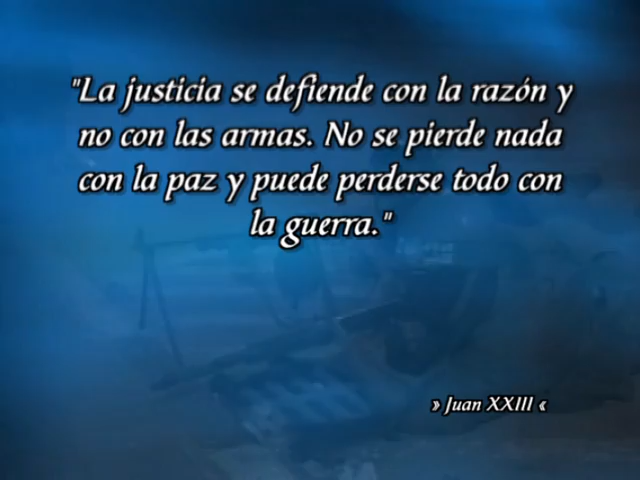 "La justicia se defiende con la razón y
no con las armas. No se pierde nada
con la paz y puede perderse todo con
la guerra."
» Juan XXIII «